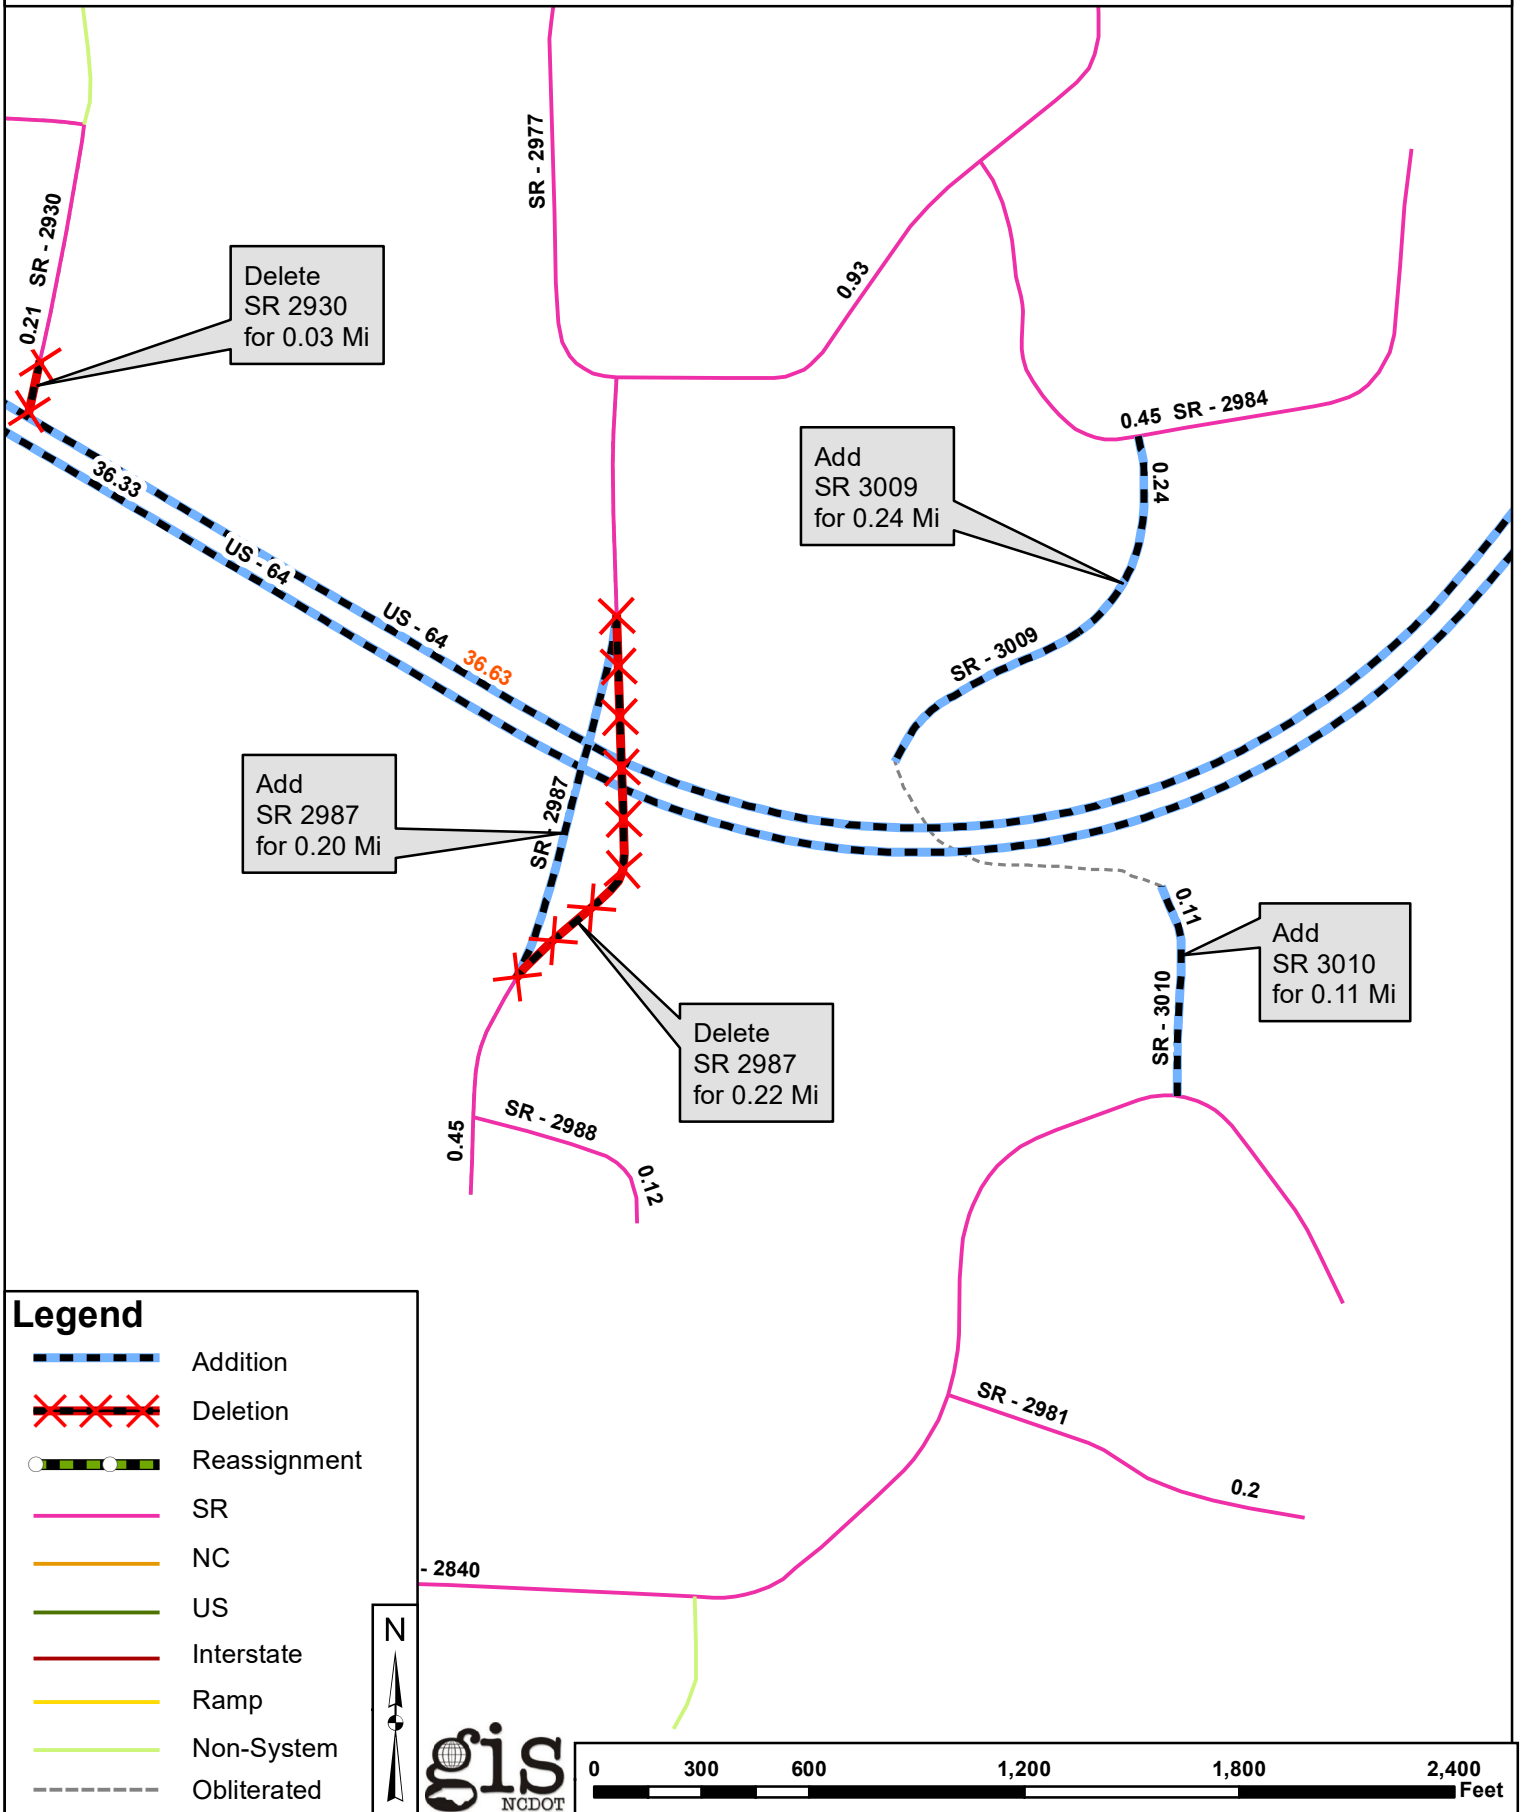 SR - 2977
0.21 SR - 2930
Delete
SR 2930
for 0.03 Mi
0.93
0.45 SR - 2984
Add
SR 3009
for 0.24 Mi
0.24
36.33
US - 64
US - 64
36.63
SR - 3009
Add
SR 2987
for 0.20 Mi
SR - 2987
0.11
Add
SR 3010
for 0.11 Mi
SR - 3010
Delete
SR 2987
for 0.22 Mi
0.45
SR - 2988
0.12
SR - 2981
0.2
- 2840
Legend
Addition
Deletion
Reassignment
SR
NC
US
Interstate
Ramp
Non-System
Obliterated
N
gis
NCDOT
0 300 600 1,200 1,800 2,400
Feet